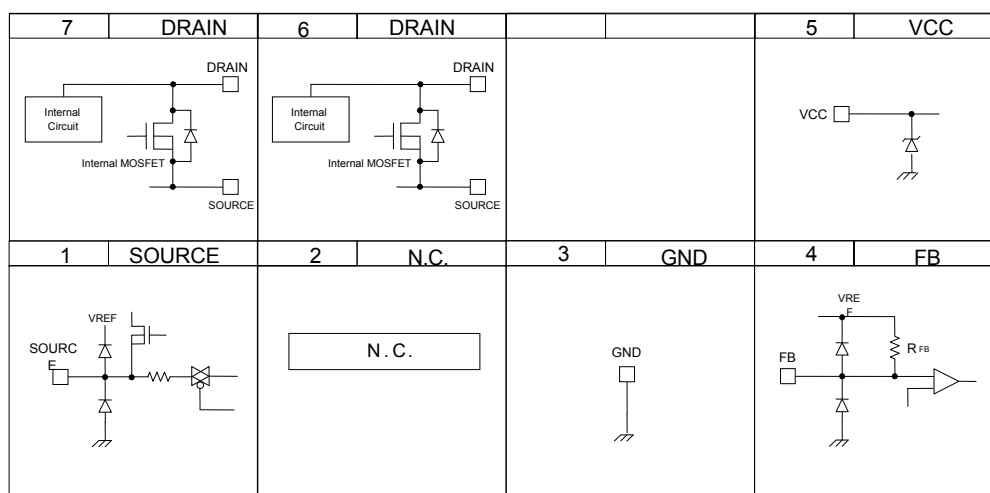 7 DRAIN 6 DRAIN 5 VCC
DRAIN
Internal
Circuit
Internal MOSFET
SOURCE
DRAIN
Internal
Circuit
Internal MOSFET
SOURCE
VCC
1 SOURCE 2 N.C. 3 GND 4 FB
VREF
SOURC
E
N.C.
GND
VRE
F
FB
R FB